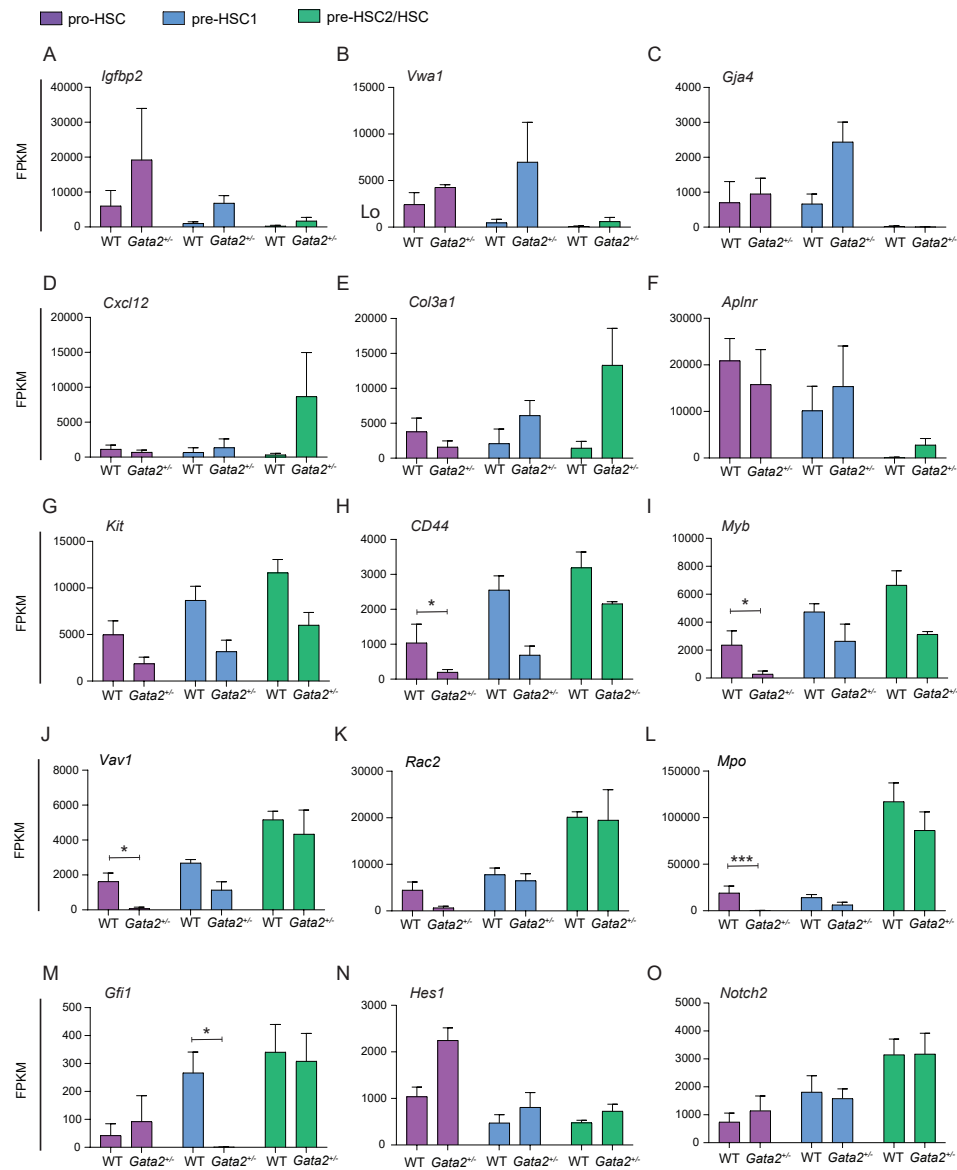 pro-HSC pre-HSC1 pre-HSC2/HSC
A B C
Igfbp2 Vwa1 Gja4
FPKM
40000 30000 20000 10000 0
15000 10000 5000 0
Lo
4000 3000 2000 1000 0
WT Gata2+/- WT Gata2+/- WT Gata2+/- WT Gata2+/- WT Gata2+/- WT Gata2+/- WT Gata2+/- WT Gata2+/- WT Gata2+/-
D E F
Cxcl12 Col3a1 Aplnr
FPKM
20000 15000 10000 5000 0
20000 15000 10000 5000 0
30000 20000 10000 0
WT Gata2+/- WT Gata2+/- WT Gata2+/- WT Gata2+/- WT Gata2+/- WT Gata2+/- WT Gata2+/- WT Gata2+/- WT Gata2+/-
G H I
Kit CD44 Myb
FPKM
15000 10000 5000 0
4000 3000 2000 1000 0
*
10000 8000 6000 4000 2000 0
*
WT Gata2+/- WT Gata2+/- WT Gata2+/- WT Gata2+/- WT Gata2+/- WT Gata2+/- WT Gata2+/- WT Gata2+/- WT Gata2+/-
J K L
Vav1 Rac2 Mpo
FPKM
8000 6000 4000 2000 0
*
30000 20000 10000 0
150000 100000 50000 0
***
WT Gata2+/- WT Gata2+/- WT Gata2+/- WT Gata2+/- WT Gata2+/- WT Gata2+/- WT Gata2+/- WT Gata2+/- WT Gata2+/-
M N O
Gfi1 Hes1 Notch2
FPKM
500 400 300 200 100 0
*
3000 2000 1000 0
5000 4000 3000 2000 1000 0
WT Gata2+/- WT Gata2+/- WT Gata2+/- WT Gata2+/- WT Gata2+/- WT Gata2+/- WT Gata2+/- WT Gata2+/- WT Gata2+/-